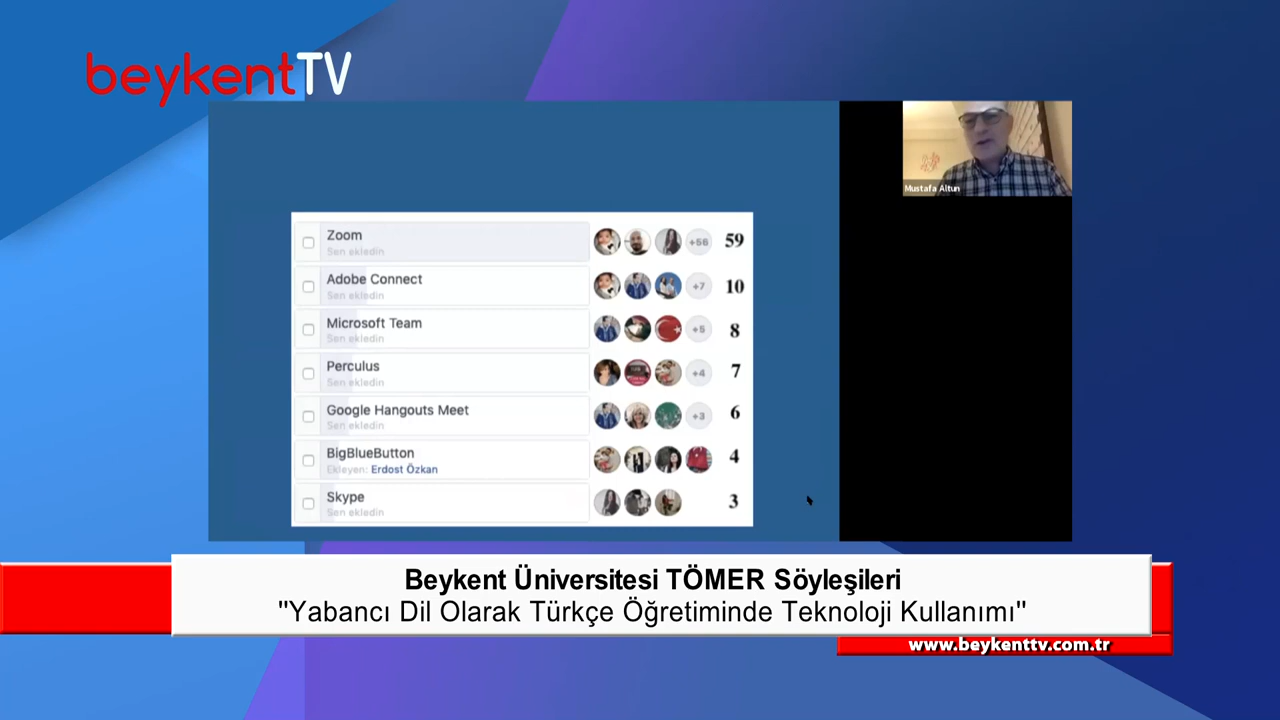 beykentTV
Mustafa Altun
Zoom
Sen ekledin
+56
59
Adobe Connect
Sen ekledin
+7
10
Microsoft Team
Sen ekledin
+5
8
Perculus
Sen ekledin
+4
7
Google Hangouts Meet
Sen ekledin
+3
6
BigBlueButton
Ekleyen: Erdost Özkan
4
Skype
Sen ekledin
3
Beykent Üniversitesi TÖMER Söyleşileri
"Yabancı Dil Olarak Türkçe Öğretiminde Teknoloji Kullanımı"
www.beykenttv.com.tr